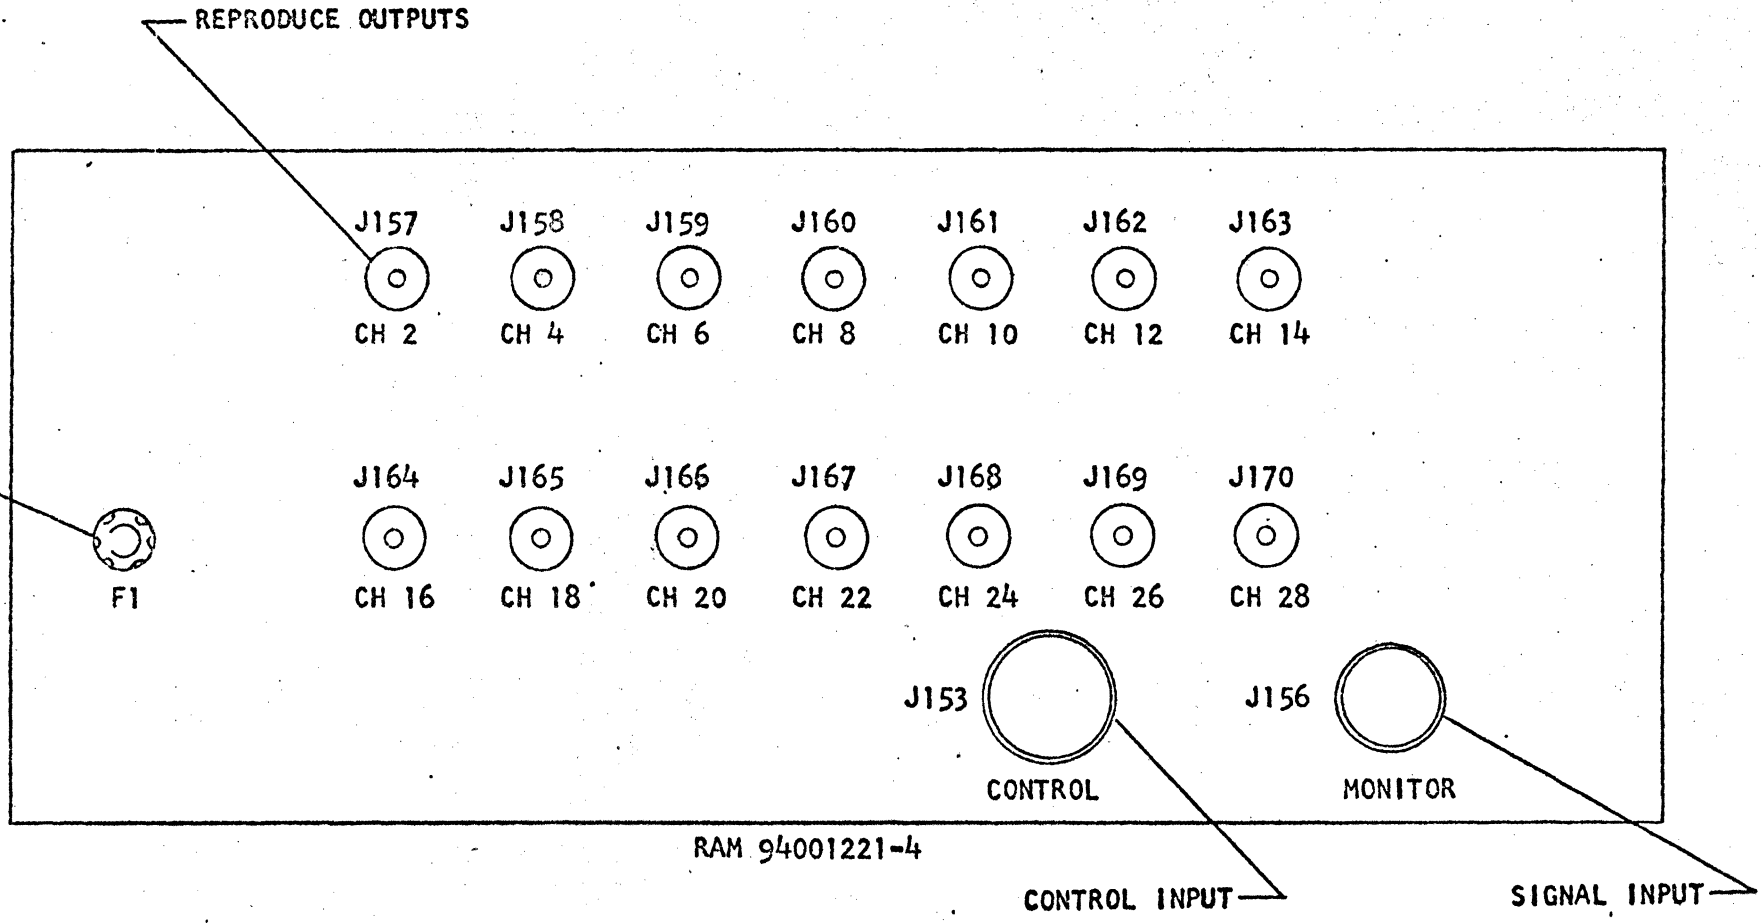 REPRODUCE OUTPUTS
J157 J158 J159 J160 J161 J162 J163
CH 2 CH 4 CH 6 CH 8 CH 10 CH 12 CH 14
J164 J165 J166 J167 J168 J169 J170
F1 CH 16 CH 18 CH 20 CH 22 CH 24 CH 26 CH 28
J153 J156
CONTROL MONITOR
RAM 94001221-4
CONTROL INPUT SIGNAL INPUT